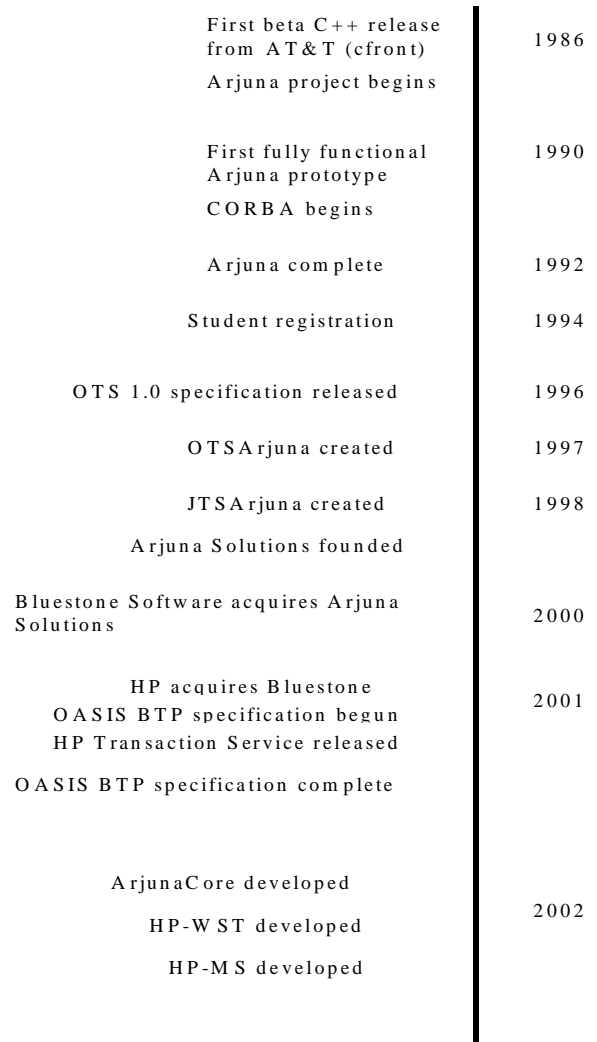 First beta C++ release 1986
from AT&T (cfront)
Arjuna project begins
First fully functional 1990
Arjuna prototype
CORBA begins
Arjuna complete 1992
Student registration 1994
OTS 1.0 specification released 1996
OTSArjuna created 1997
JTSArjuna created 1998
Arjuna Solutions founded
Bluestone Software acquires Arjuna
Solutions 2000
HP acquires Bluestone
OASIS BTP specification begun 2001
HP Transaction Service released
OASIS BTP specification complete
ArjunaCore developed
HP-WST developed 2002
HP-MS developed